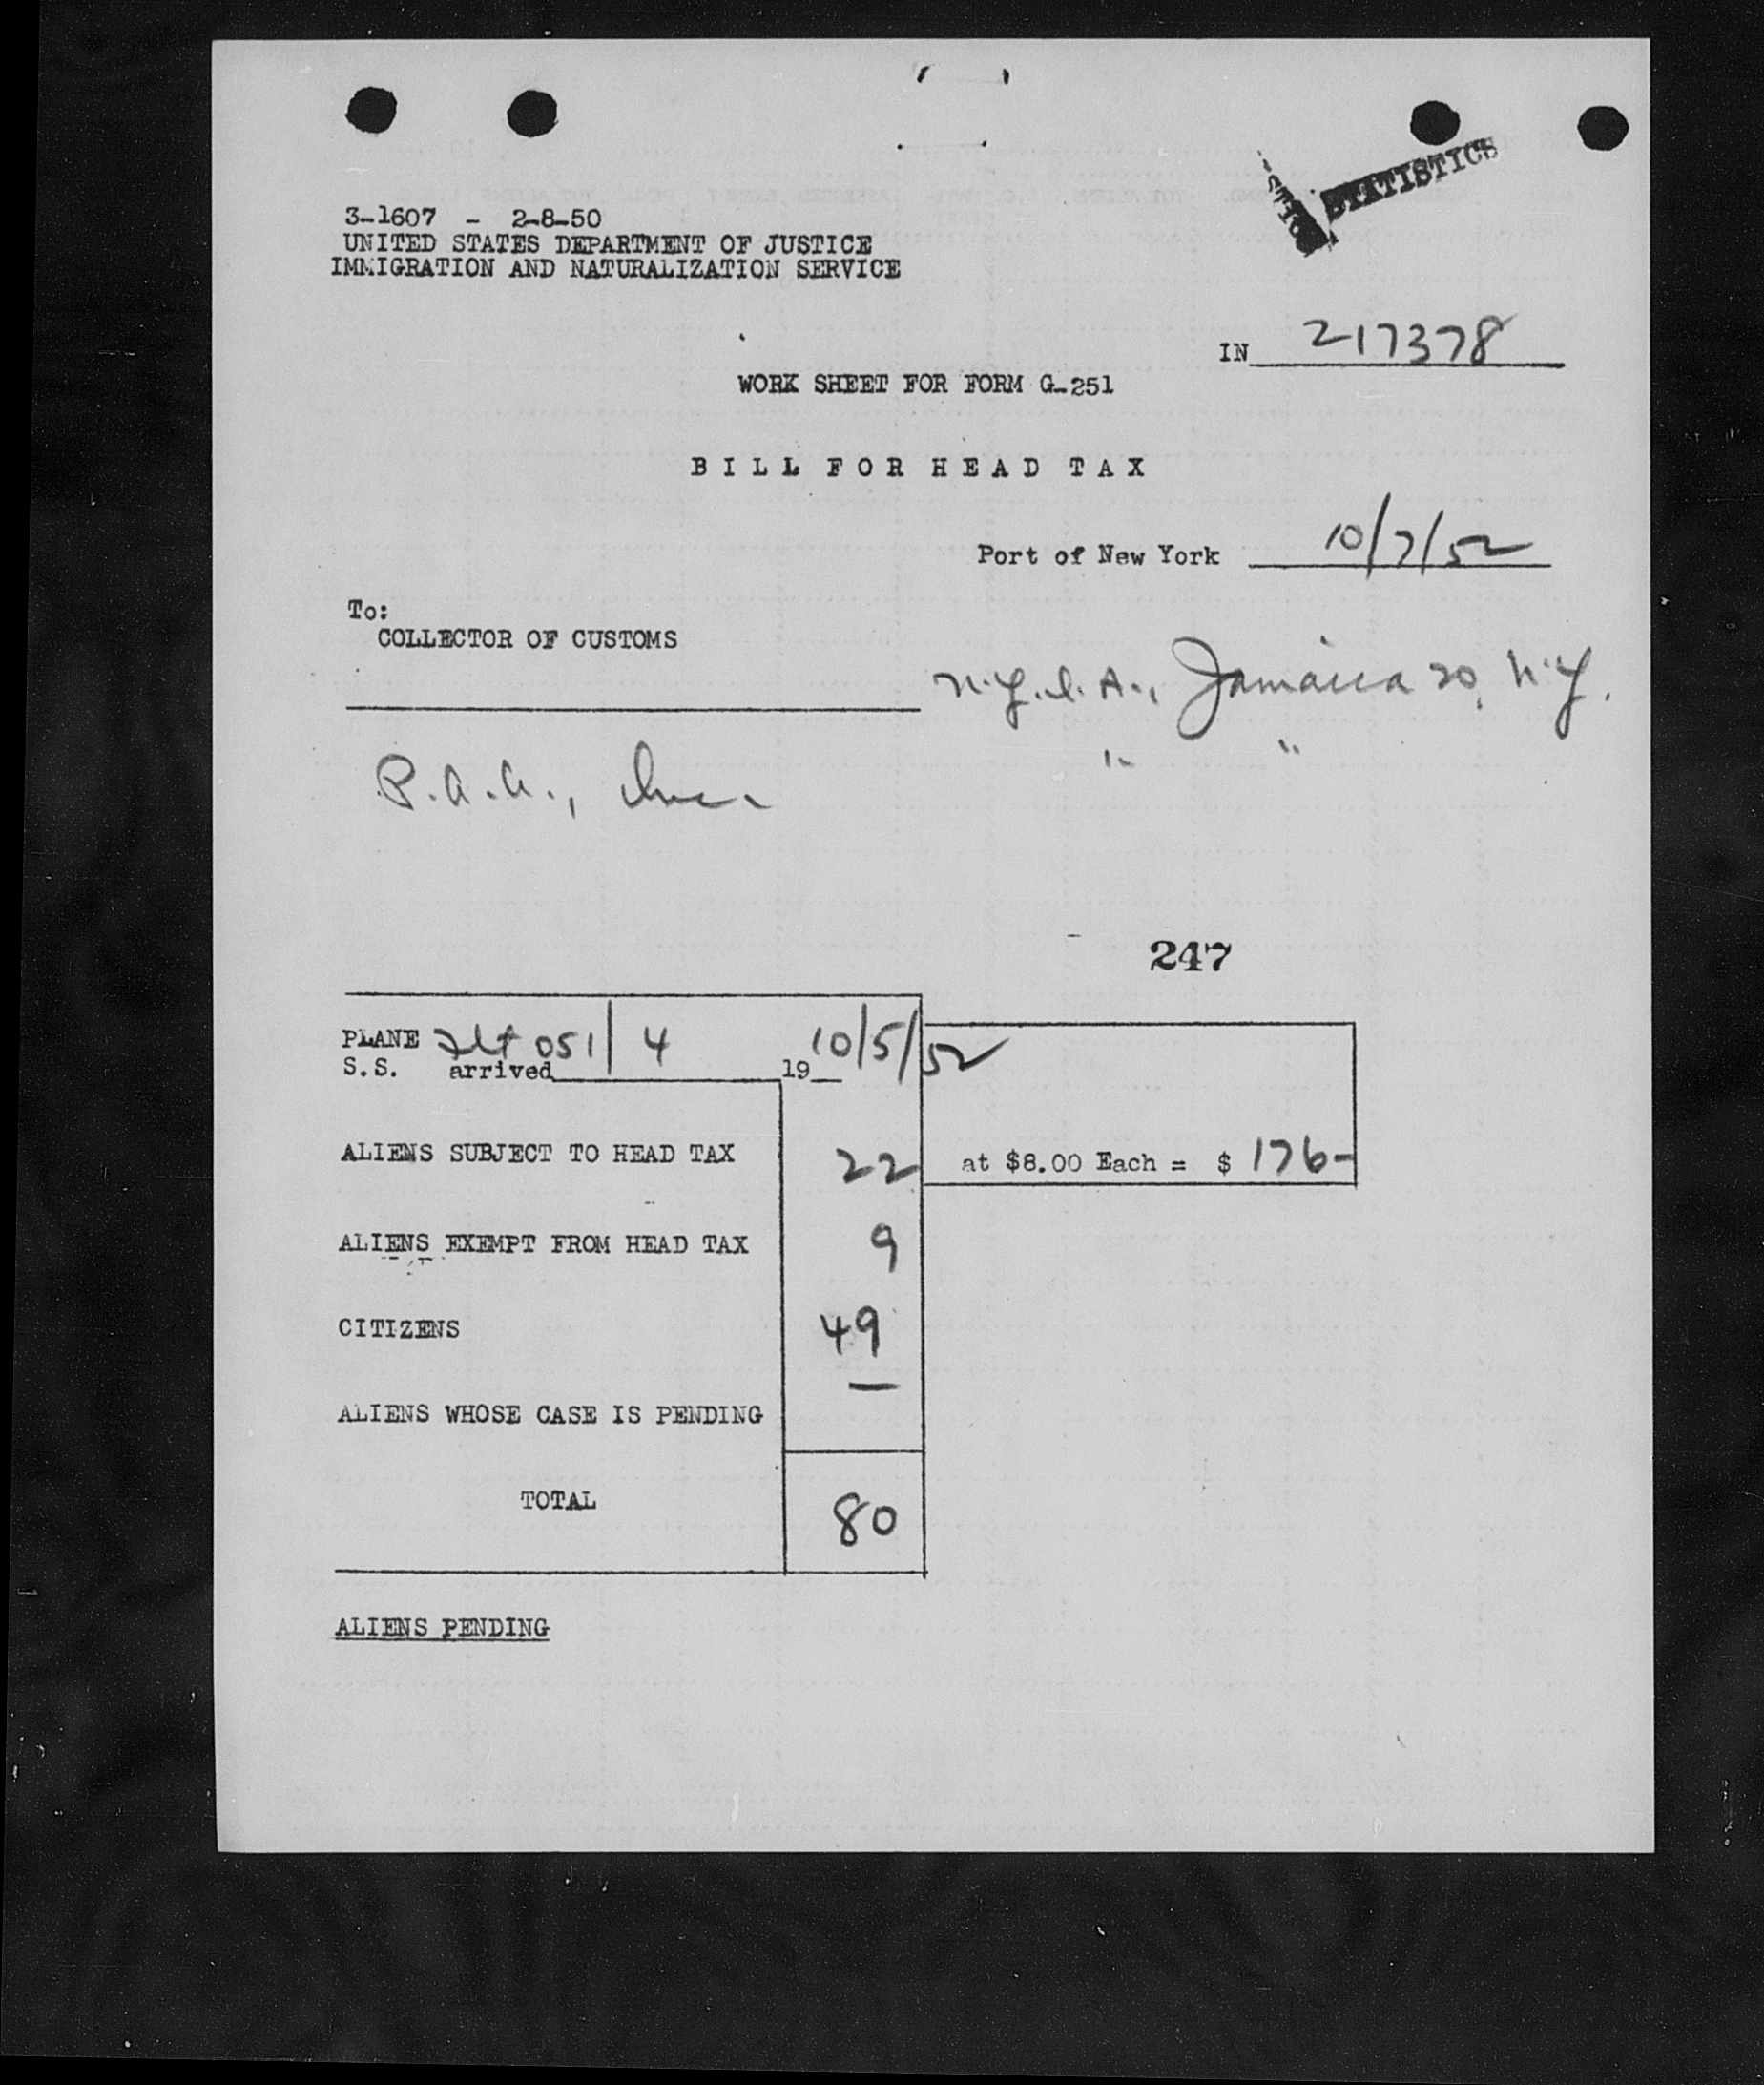 STATISTICS
3-1607 - 2-8-50
UNITED STATES DEPARTMENT OF JUSTICE
IMMIGRATION AND NATURALIZATION SERVICE
IN 217378
WORK SHEET FOR FORM G-251
BILL FOR HEAD TAX
Port of New York 10/7/52
To:
COLLECTOR OF CUSTOMS
N.Y.I.A., Jamaica 20, N.Y.
" "
P.A.A., Inc.
247
PLANE Flt 051/4 10/5/52
S.S. arrived 19
ALIENS SUBJECT TO HEAD TAX 22 at $8.00 Each = $ 176-
ALIENS EXEMPT FROM HEAD TAX 9
CITIZENS 49
ALIENS WHOSE CASE IS PENDING —
TOTAL 80
ALIENS PENDING